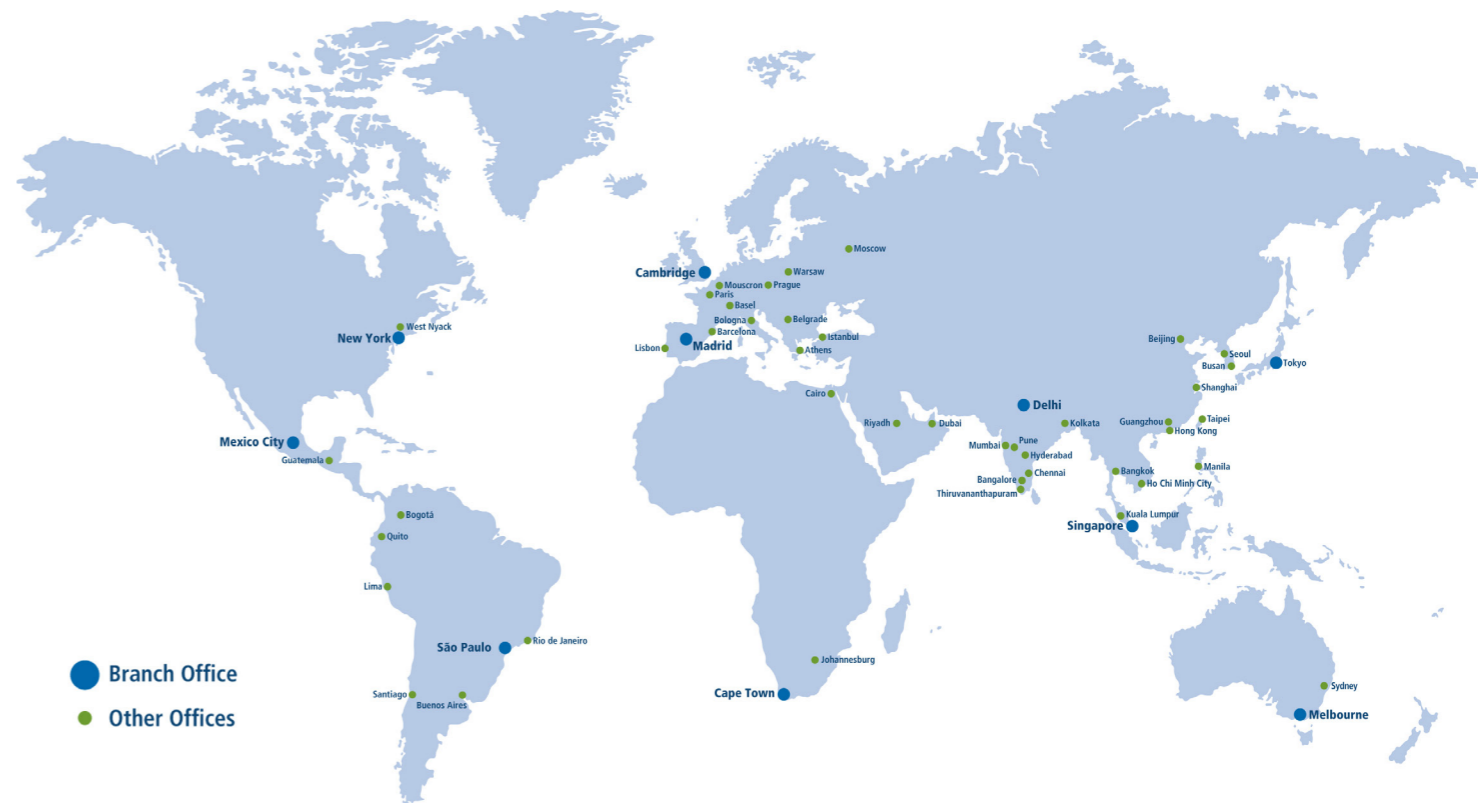 Moscow
Cambridge
Warsaw
Mouscron
Prague
Paris
Basel
Bologna
Belgrade
West Nyack
Barcelona
New York
Istanbul
Beijing
Madrid
Lisbon
Athens
Seoul
Tokyo
Busan
Shanghai
Cairo
Delhi
Riyadh
Dubai
Kolkata
Guangzhou
Taipei
Hong Kong
Mexico City
Mumbai
Pune
Guatemala
Hyderabad
Manila
Chennai
Bangkok
Bangalore
Ho Chi Minh City
Thiruvananthapuram
Bogotá
Kuala Lumpur
Singapore
Quito
Lima
Rio de Janeiro
São Paulo
Johannesburg
Branch Office
Sydney
Santiago
Cape Town
Buenos Aires
Melbourne
Other Offices